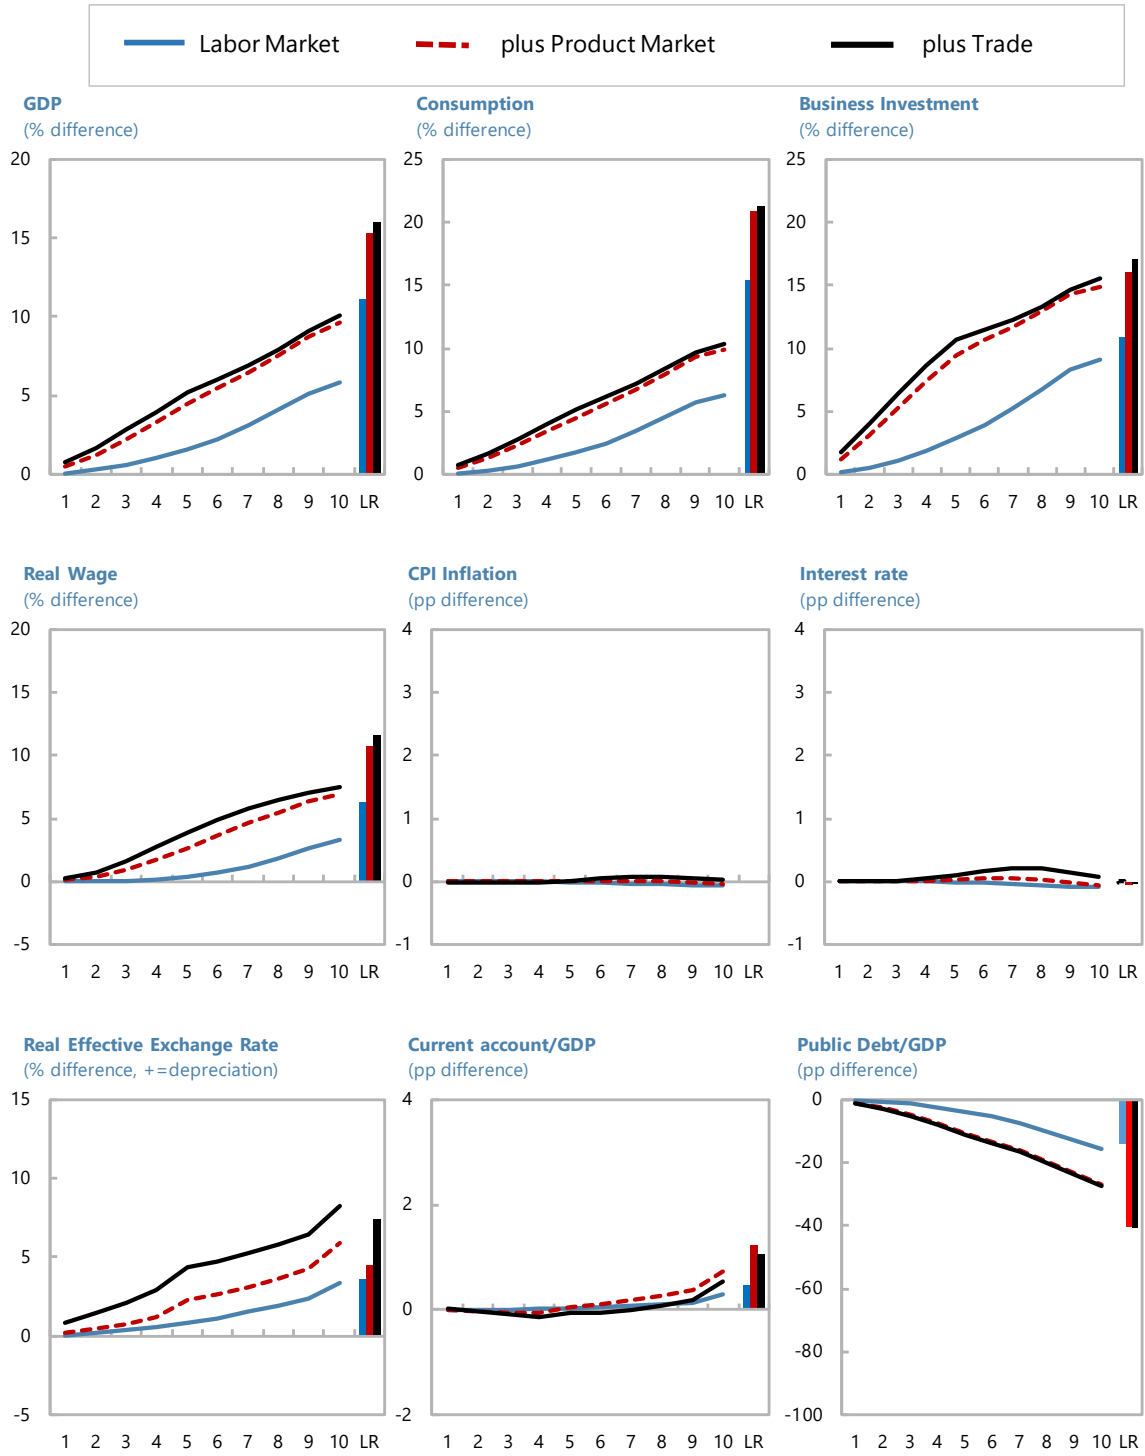 Labor Market plus Product Market plus Trade
GDP Consumption Business Investment
(% difference) (% difference) (% difference)
20 25 25
20 20
15
15 15
10
10 10
5
5 5
0 0 0
1 2 3 4 5 6 7 8 9 10 LR 1 2 3 4 5 6 7 8 9 10 LR 1 2 3 4 5 6 7 8 9 10 LR
Real Wage CPI Inflation Interest rate
(% difference) (pp difference) (pp difference)
20 4 4
15 3 3
10 2 2
5 1 1
0 0 0
-5 -1 -1
1 2 3 4 5 6 7 8 9 10 LR 1 2 3 4 5 6 7 8 9 10 LR 1 2 3 4 5 6 7 8 9 10 LR
Real Effective Exchange Rate Current account/GDP Public Debt/GDP
(% difference, +=depreciation) (pp difference) (pp difference)
15 4 0
-20
10
2
-40
5
0 0
-60
-80
-5 -2 -100
1 2 3 4 5 6 7 8 9 10 LR 1 2 3 4 5 6 7 8 9 10 LR 1 2 3 4 5 6 7 8 9 10 LR